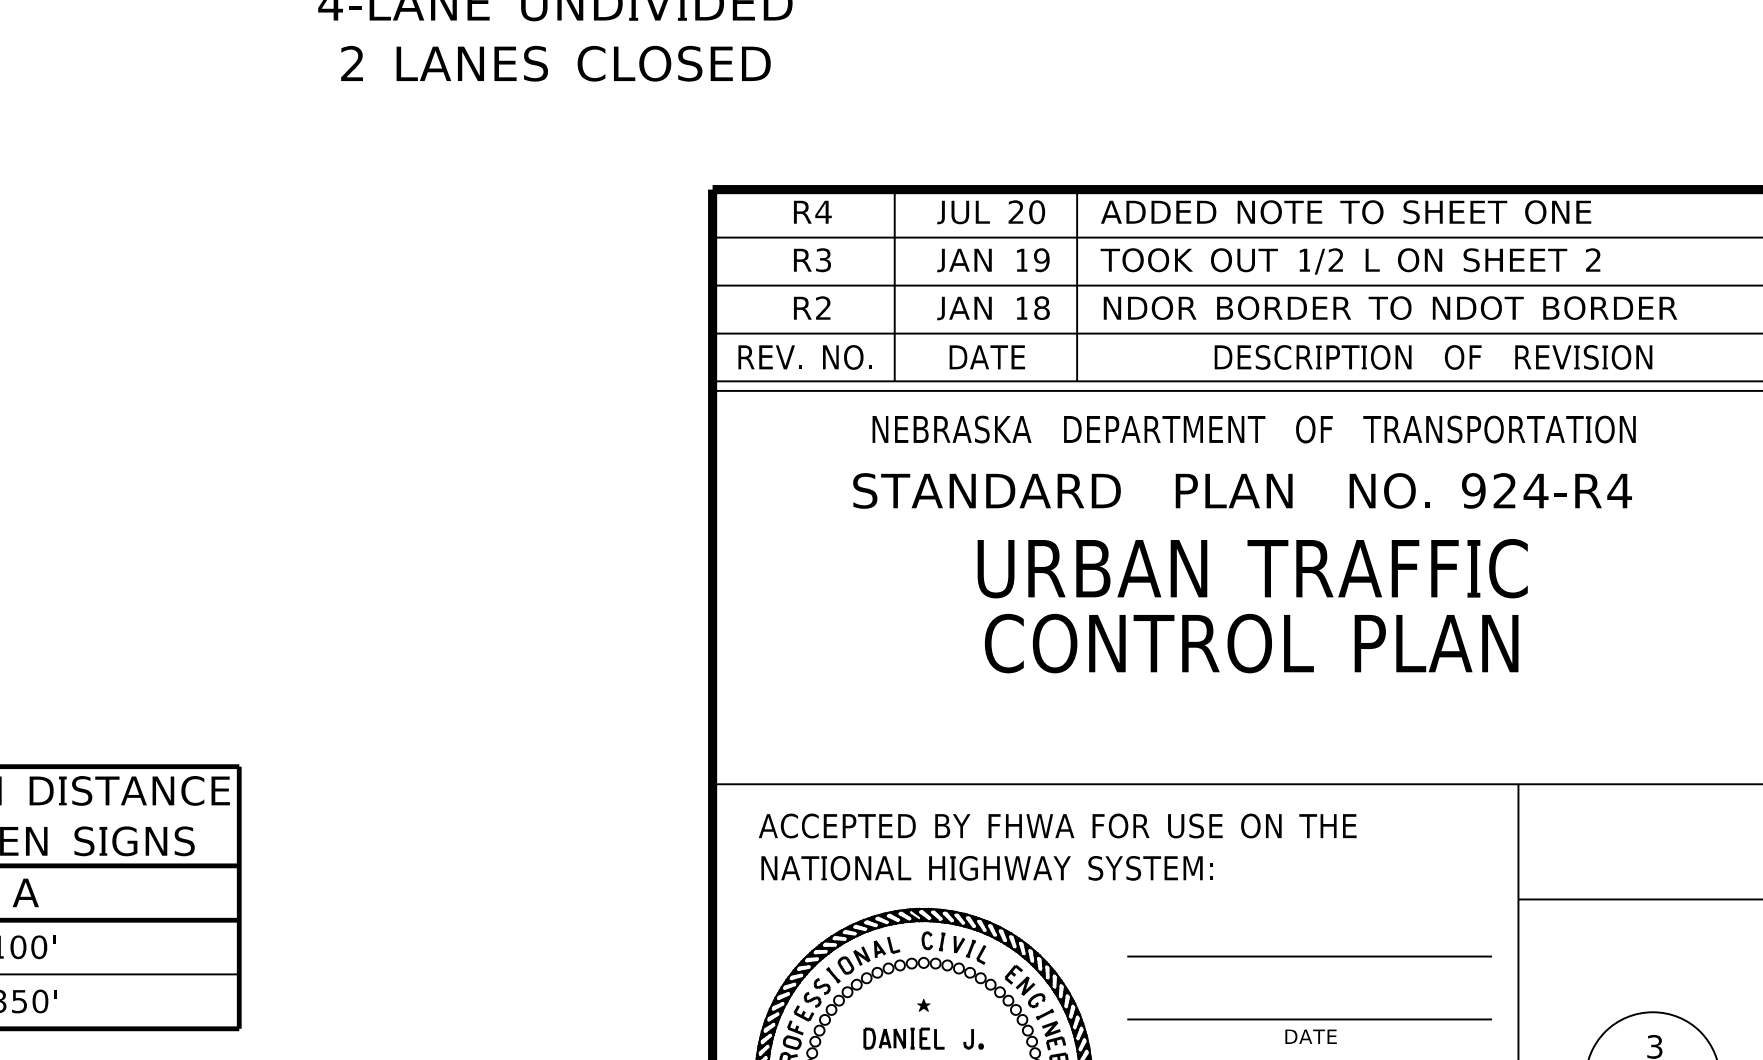 4-LANE UNDIVIDED
2 LANES CLOSED
R4 JUL 20 ADDED NOTE TO SHEET ONE
R3 JAN 19 TOOK OUT 1/2 L ON SHEET 2
R2 JAN 18 NDOR BORDER TO NDOT BORDER
REV. NO. DATE DESCRIPTION OF REVISION
NEBRASKA DEPARTMENT OF TRANSPORTATION
STANDARD PLAN NO. 924-R4
URBAN TRAFFIC
CONTROL PLAN
DISTANCE
SIGNS
A
ACCEPTED BY FHWA FOR USE ON THE
NATIONAL HIGHWAY SYSTEM:
CIVIL
DANIEL J.
DATE
3